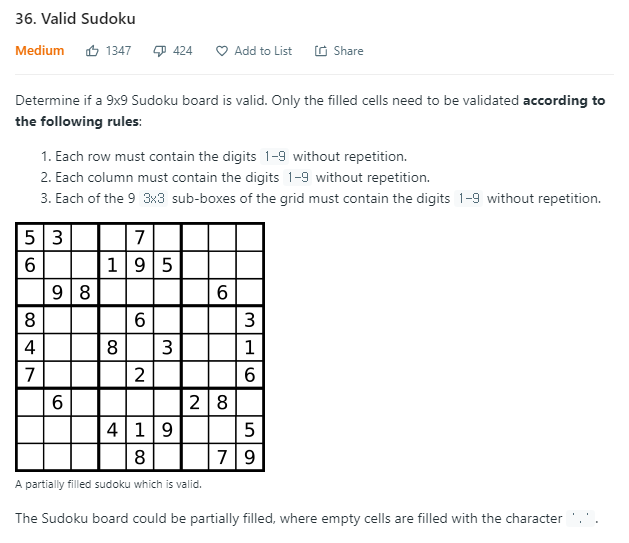 36. Valid Sudoku
Medium 1347 424 Add to List Share
Determine if a 9x9 Sudoku board is valid. Only the filled cells need to be validated according to
the following rules:
1. Each row must contain the digits 1-9 without repetition.
2. Each column must contain the digits 1-9 without repetition.
3. Each of the 9 3x3 sub-boxes of the grid must contain the digits 1-9 without repetition.
5 3 7
6 1 9 5
9 8 6
8 6 3
4 8 3 1
7 2 6
6 2 8
4 1 9 5
8 7 9
A partially filled sudoku which is valid.
The Sudoku board could be partially filled, where empty cells are filled with the character '.'.